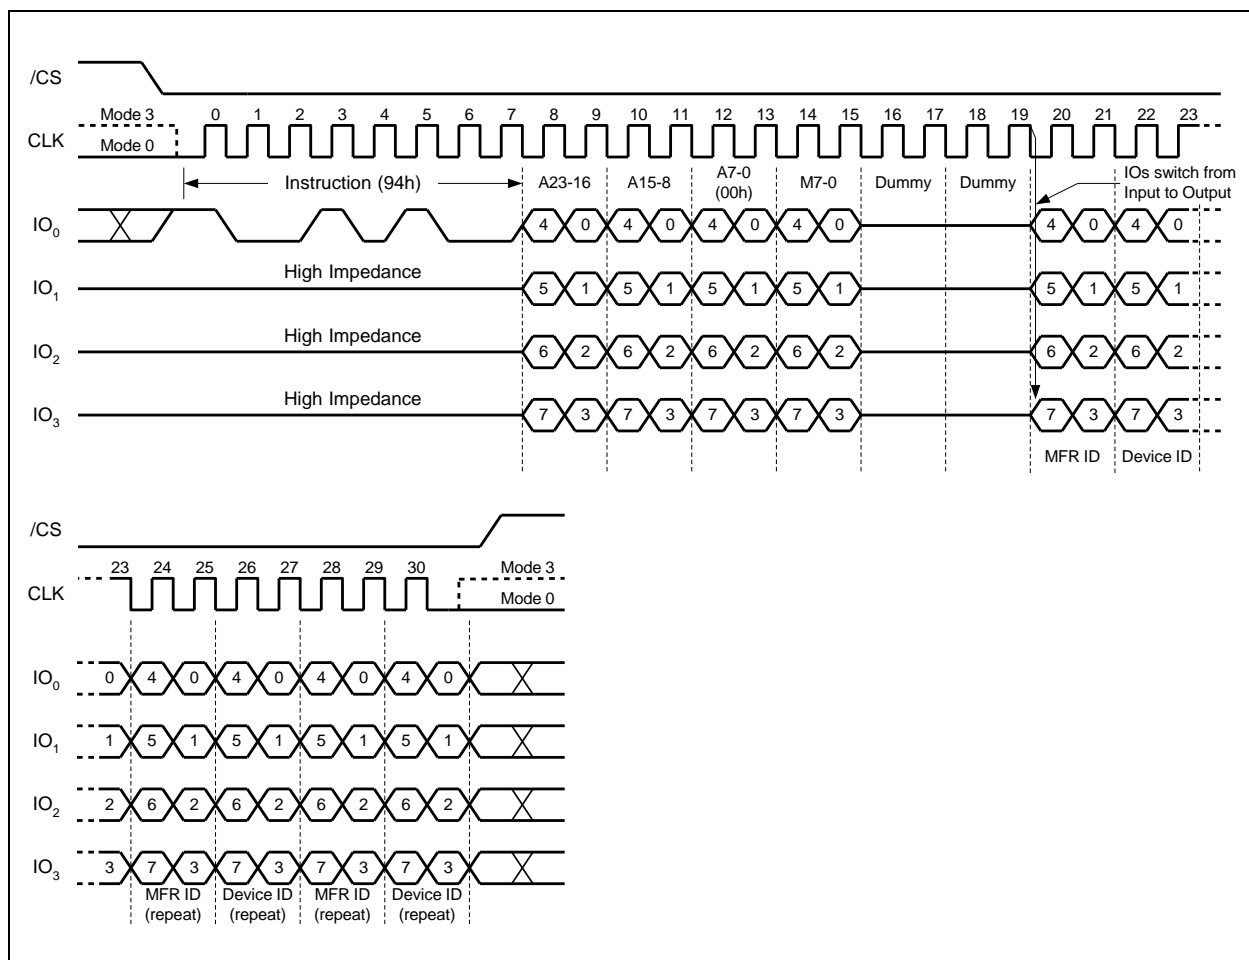 /CS
Mode 3 0 1 2 3 4 5 6 7 8 9 10 11 12 13 14 15 16 17 18 19 20 21 22 23
CLK
Mode 0
Instruction (94h) A23-16 A15-8 A7-0 (00h) M7-0 Dummy Dummy
IOs switch from
Input to Output
IO0 4 0 4 0 4 0 4 0 4 0 4 0
High Impedance
IO1 5 1 5 1 5 1 5 1 5 1 5 1
High Impedance
IO2 6 2 6 2 6 2 6 2 6 2 6 2
High Impedance
IO3 7 3 7 3 7 3 7 3 7 3 7 3
MFR ID Device ID
/CS
23 24 25 26 27 28 29 30 Mode 3
CLK
Mode 0
IO0 0 4 0 4 0 4 0 4 0
IO1 1 5 1 5 1 5 1 5 1
IO2 2 6 2 6 2 6 2 6 2
IO3 3 7 3 7 3 7 3 7 3
MFR ID Device ID MFR ID Device ID
(repeat) (repeat) (repeat) (repeat)